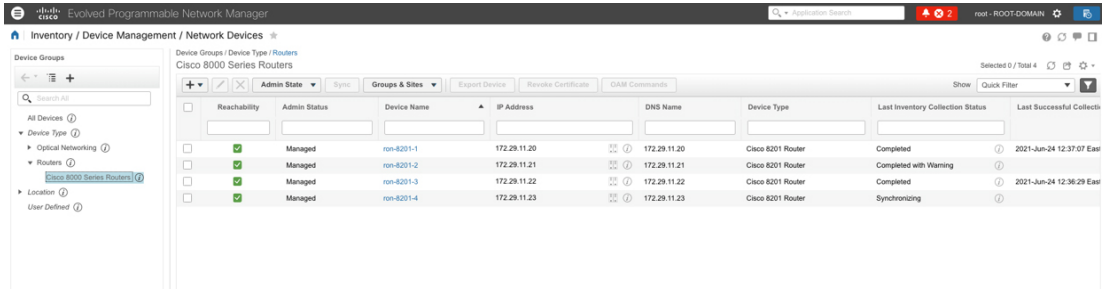 cisco Evolved Programmable Network Manager
Application Search
2
root - ROOT-DOMAIN
Inventory / Device Management / Network Devices
Device Groups
Search All
All Devices
Device Type
Optical Networking
Routers
Cisco 8000 Series Routers
Location
User Defined
Device Groups / Device Type / Routers
Cisco 8000 Series Routers
Selected 0 / Total 4
Admin State Sync Groups & Sites Export Device Revoke Certificate OAM Commands
Show Quick Filter
Reachability Admin Status Device Name IP Address DNS Name Device Type Last Inventory Collection Status Last Successful Collecti
Managed ron-8201-1 172.29.11.20 172.29.11.20 Cisco 8201 Router Completed 2021-Jun-24 12:37:07 East
Managed ron-8201-2 172.29.11.21 172.29.11.21 Cisco 8201 Router Completed with Warning
Managed ron-8201-3 172.29.11.22 172.29.11.22 Cisco 8201 Router Completed 2021-Jun-24 12:36:29 East
Managed ron-8201-4 172.29.11.23 172.29.11.23 Cisco 8201 Router Synchronizing